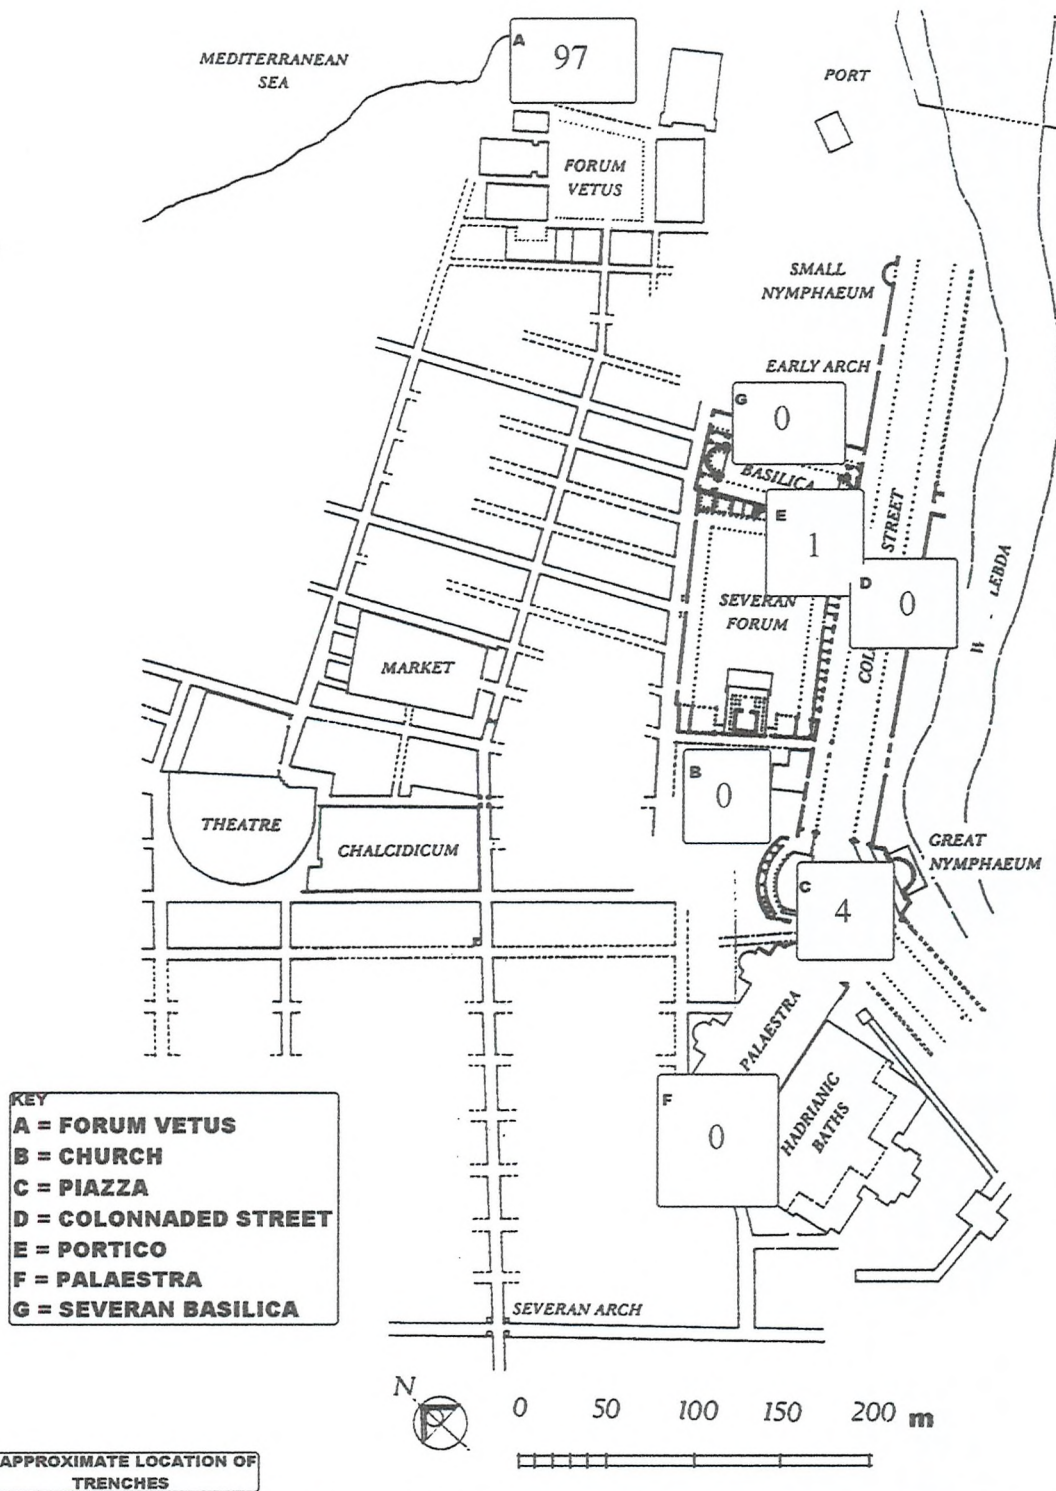 MEDITERRANEAN
SEA
A
97
PORT
FORUM
VETUS
SMALL
NYMPHAEUM
EARLY ARCH
G
0
BASILICA
E
1
STREET
D
0
LEBDA
SEVERAN
FORUM
COL
MARKET
B
0
THEATRE
CHALCIDICUM
GREAT
NYMPHAEUM
C
4
PALAESTRA
F
0
HADRIANIC
BATHS
KEY
A = FORUM VETUS
B = CHURCH
C = PIAZZA
D = COLONNADED STREET
E = PORTICO
F = PALAESTRA
G = SEVERAN BASILICA
SEVERAN ARCH
N
0 50 100 150 200 m
APPROXIMATE LOCATION OF
TRENCHES